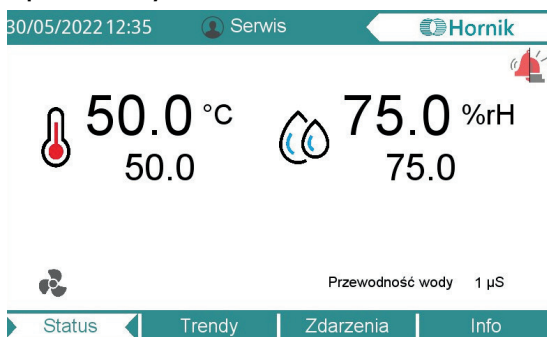 30/05/2022 12:35 Serwis Hornik
50.0 °C 75.0 %rH
50.0 75.0
Przewodność wody 1 µS
Status Trendy Zdarzenia Info